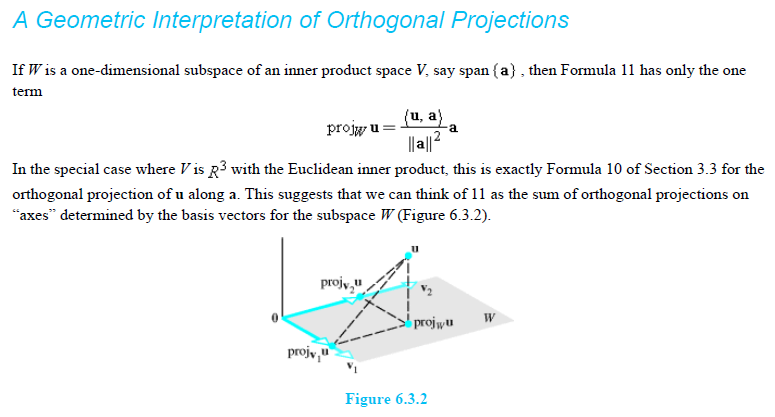 A Geometric Interpretation of Orthogonal Projections
If W is a one-dimensional subspace of an inner product space V, say span {a} , then Formula 11 has only the one
term
proj_W u = ⟨u, a⟩ / ||a||² a
In the special case where V is R³ with the Euclidean inner product, this is exactly Formula 10 of Section 3.3 for the
orthogonal projection of u along a. This suggests that we can think of 11 as the sum of orthogonal projections on
“axes” determined by the basis vectors for the subspace W (Figure 6.3.2).
u
proj_v₂ u
v₂
0
proj_W u
W
proj_v₁ u
v₁
Figure 6.3.2